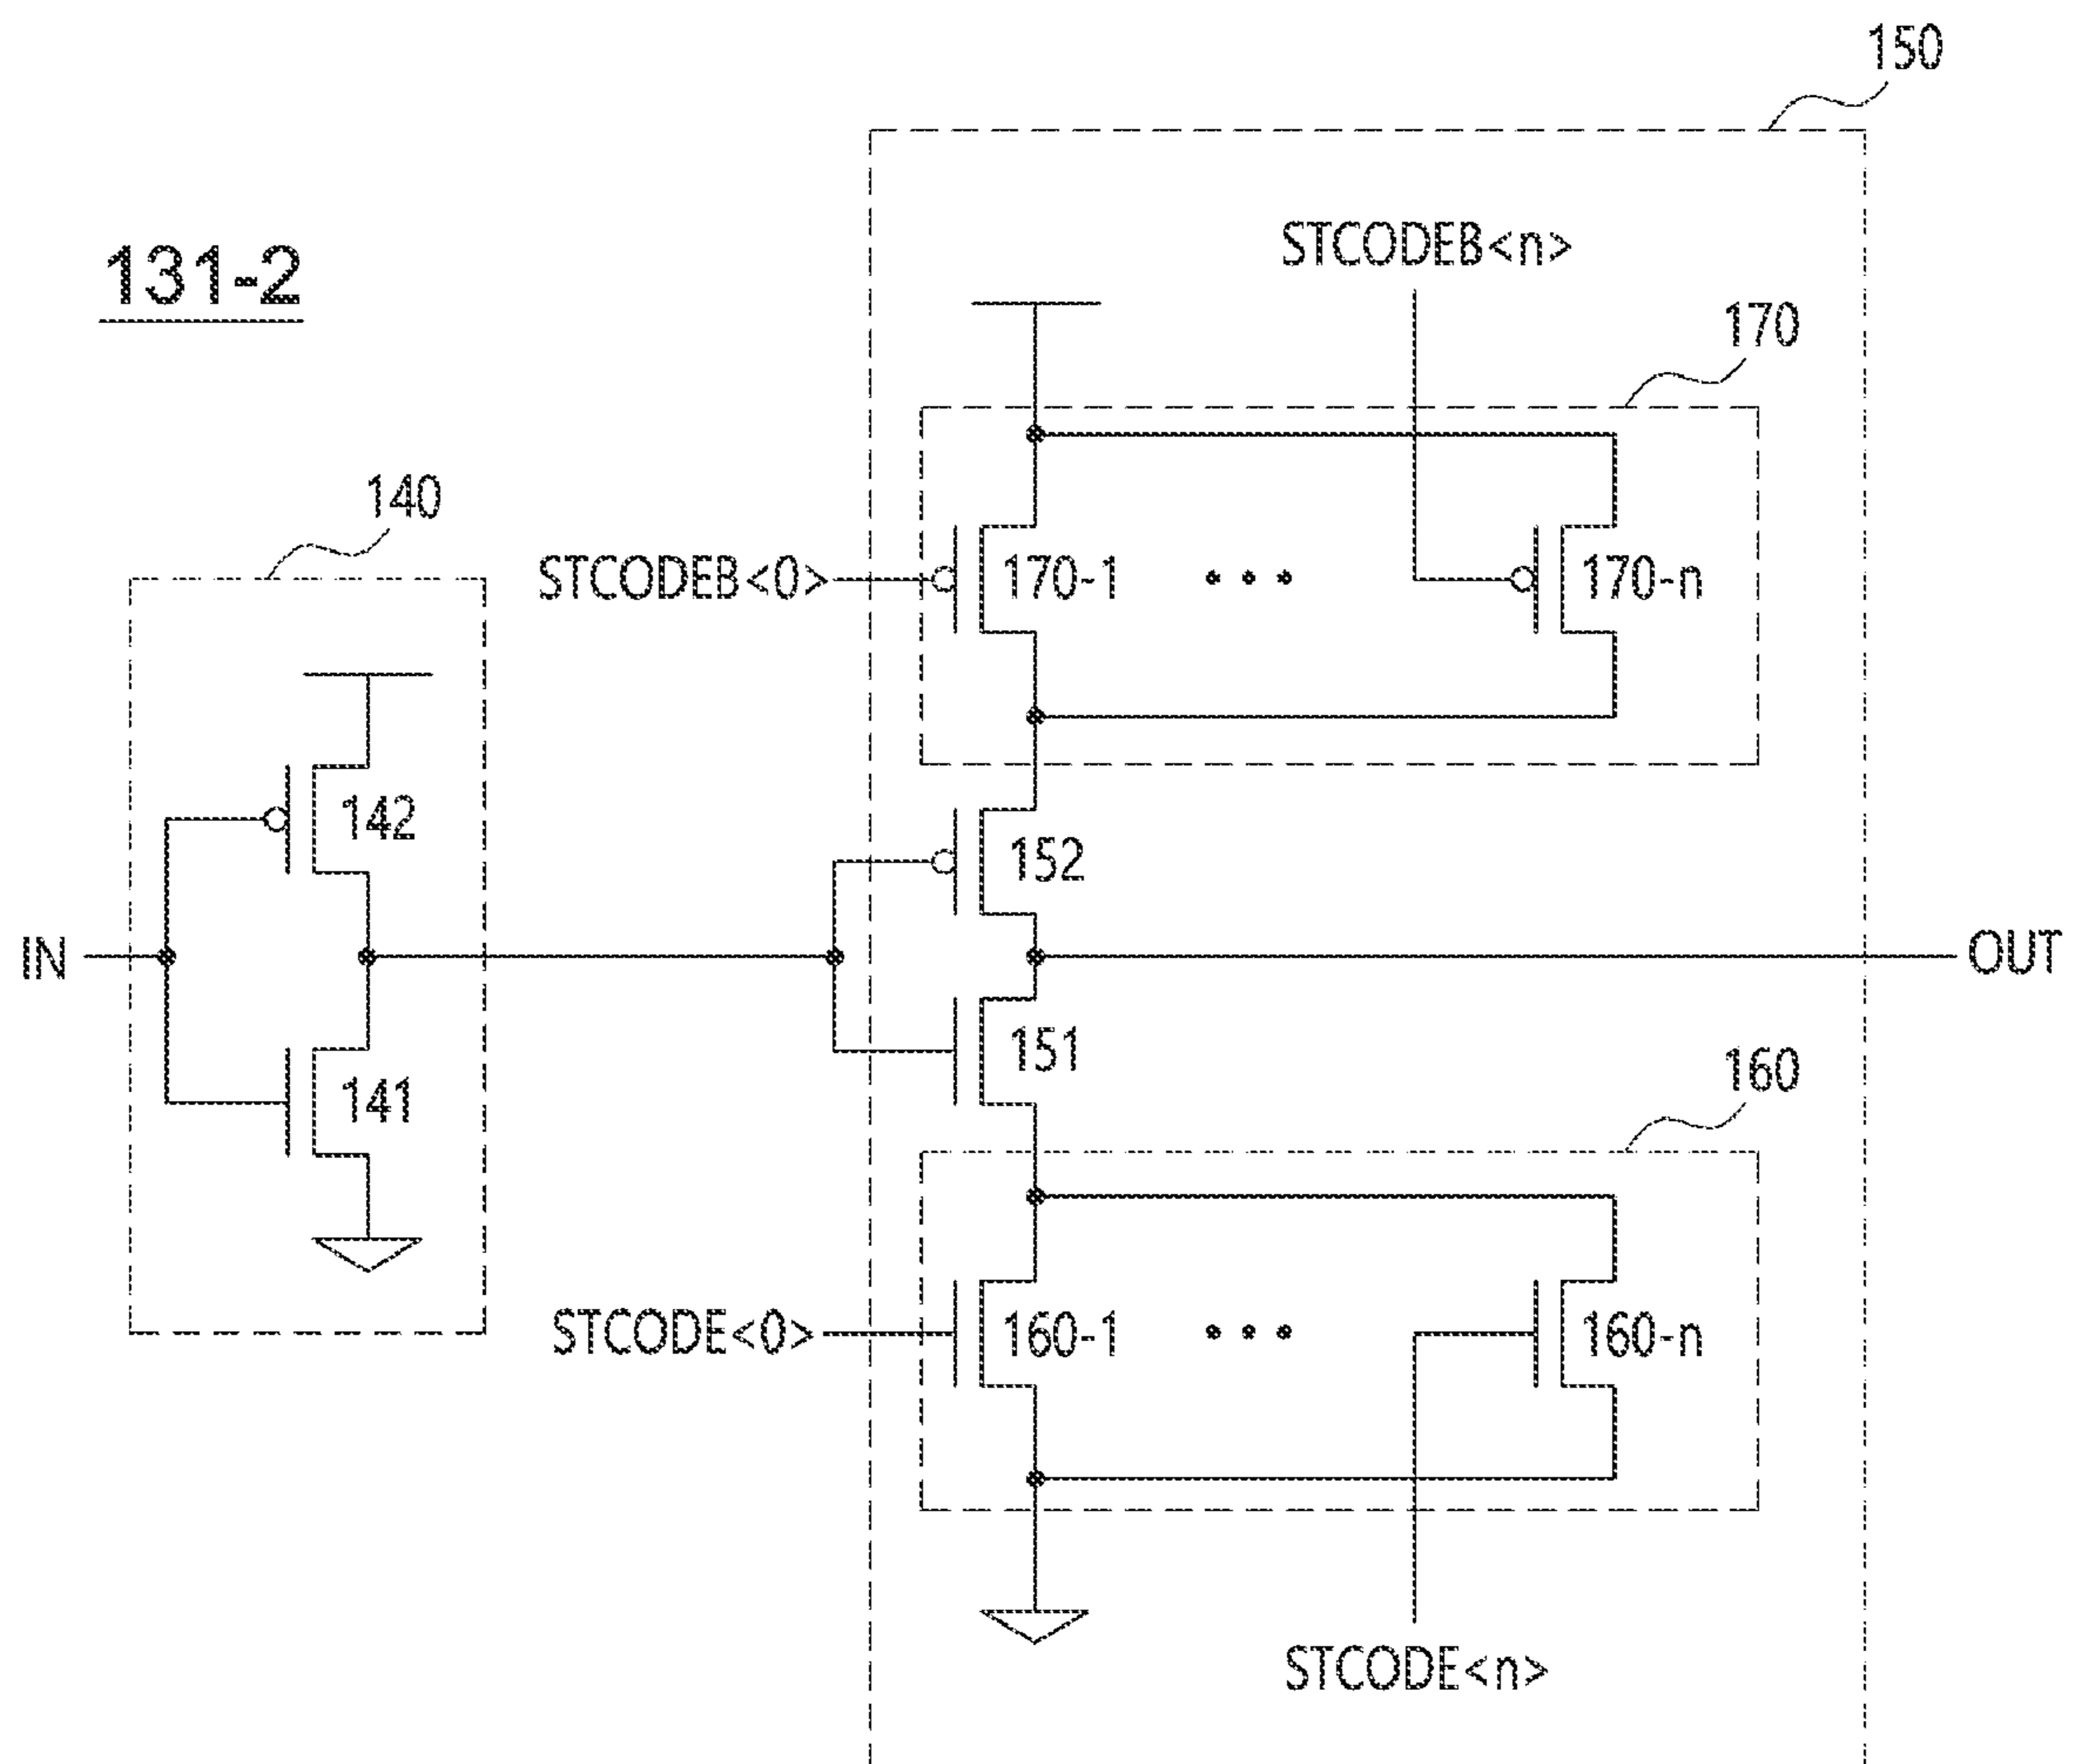 150
131-2
STCODEB<n>
170
140
STCODEB<0>
170-1
170-n
142
152
IN
OUT
151
141
160
STCODE<0>
160-1
160-n
STCODE<n>